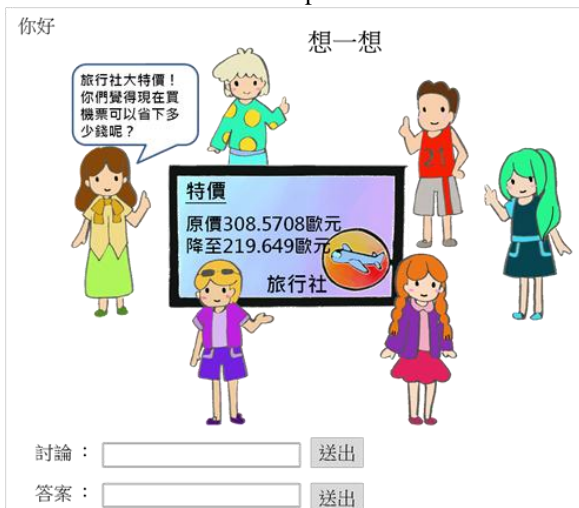 你好
想一想
旅行社大特價！
你們覺得現在買
機票可以省下多
少錢呢？
特價
原價308.5708歐元
降至219.649歐元
旅行社
23
討論：
送出
答案：
送出